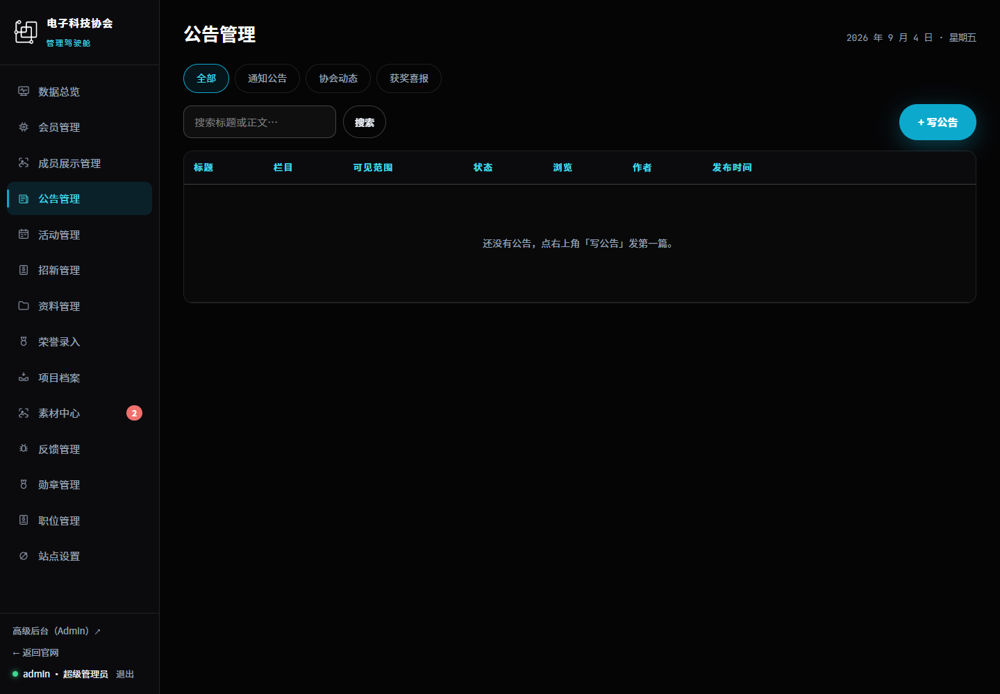 电子科技协会
管理驾驶舱
数据总览
会员管理
成员展示管理
公告管理
活动管理
招新管理
资料管理
荣誉录入
项目档案
素材中心 2
反馈管理
勋章管理
职位管理
站点设置
高级后台（Admin）↗
← 返回官网
admin · 超级管理员 退出
公告管理
2026 年 9 月 4 日 · 星期五
全部 通知公告 协会动态 获奖喜报
搜索标题或正文… 搜索 + 写公告
标题 栏目 可见范围 状态 浏览 作者 发布时间
还没有公告，点右上角「写公告」发第一篇。